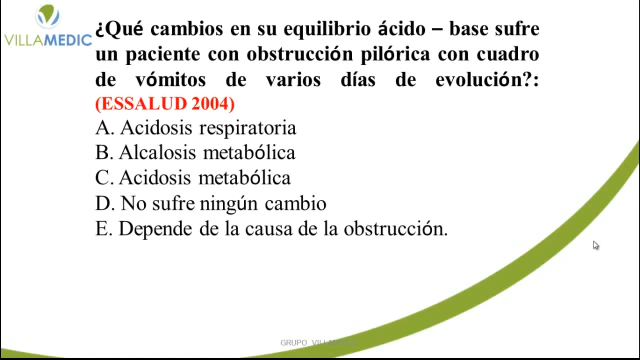 VILLAMEDIC
¿Qué cambios en su equilibrio ácido – base sufre
un paciente con obstrucción pilórica con cuadro
de vómitos de varios días de evolución?:
(ESSALUD 2004)
A. Acidosis respiratoria
B. Alcalosis metabólica
C. Acidosis metabólica
D. No sufre ningún cambio
E. Depende de la causa de la obstrucción.
GRUPO